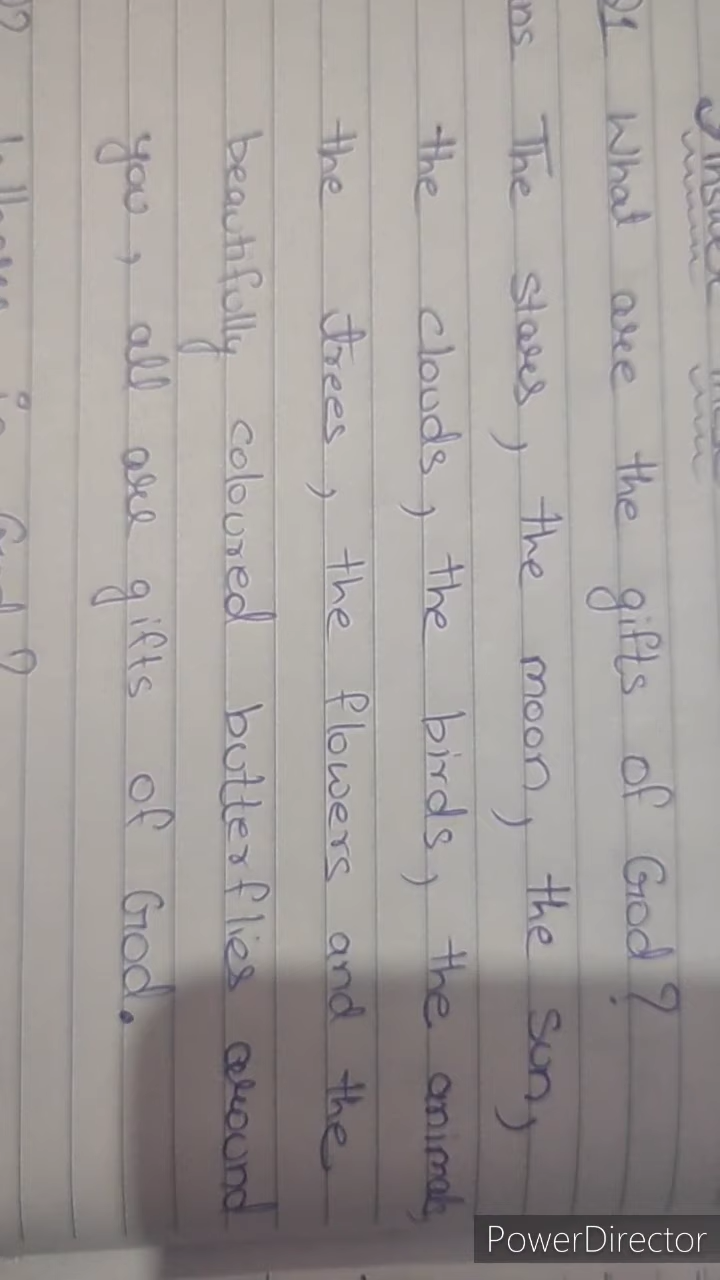 Q1 What are the gifts of God?
ns The stars, the moon, the sun,
the clouds, the birds, the animals,
the trees, the flowers and the
beautifully coloured butterflies around
you, all are gifts of God.
PowerDirector